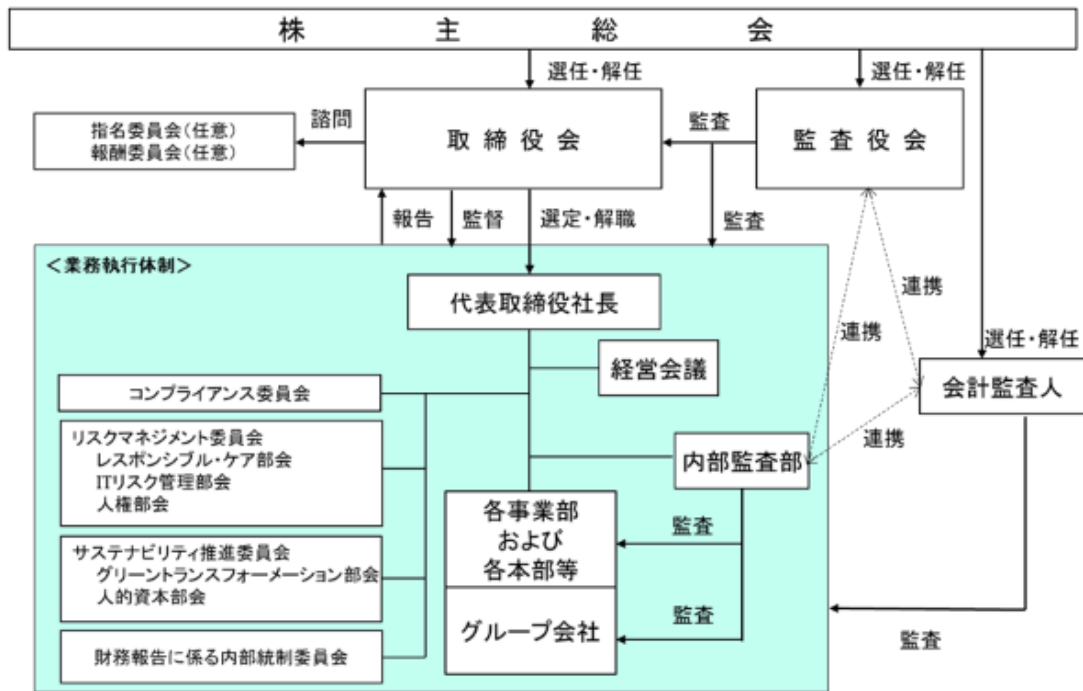 株主総会
選任・解任
選任・解任
指名委員会(任意)
報酬委員会(任意)
諮問
取締役会
監査
監査役会
報告
監督
選定・解職
監査
＜業務執行体制＞
代表取締役社長
連携
連携
選任・解任
経営会議
会計監査人
コンプライアンス委員会
リスクマネジメント委員会
レスポンシブル・ケア部会
ITリスク管理部会
人権部会
内部監査部
連携
各事業部
および
各本部等
監査
サステナビリティ推進委員会
グリーントランスフォーメーション部会
人的資本部会
グループ会社
監査
監査
財務報告に係る内部統制委員会